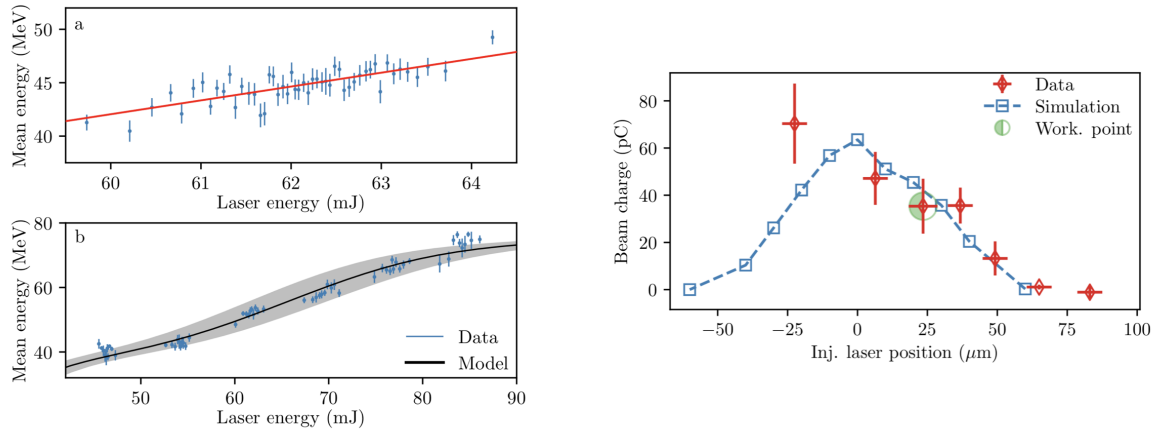 a
Mean energy (MeV)
50
45
40
60 61 62 63 64
Laser energy (mJ)
b
Mean energy (MeV)
80
60
40
Data
Model
50 60 70 80 90
Laser energy (mJ)
Data
Simulation
Work. point
Beam charge (pC)
80
60
40
20
0
−50 −25 0 25 50 75 100
Inj. laser position (μm)